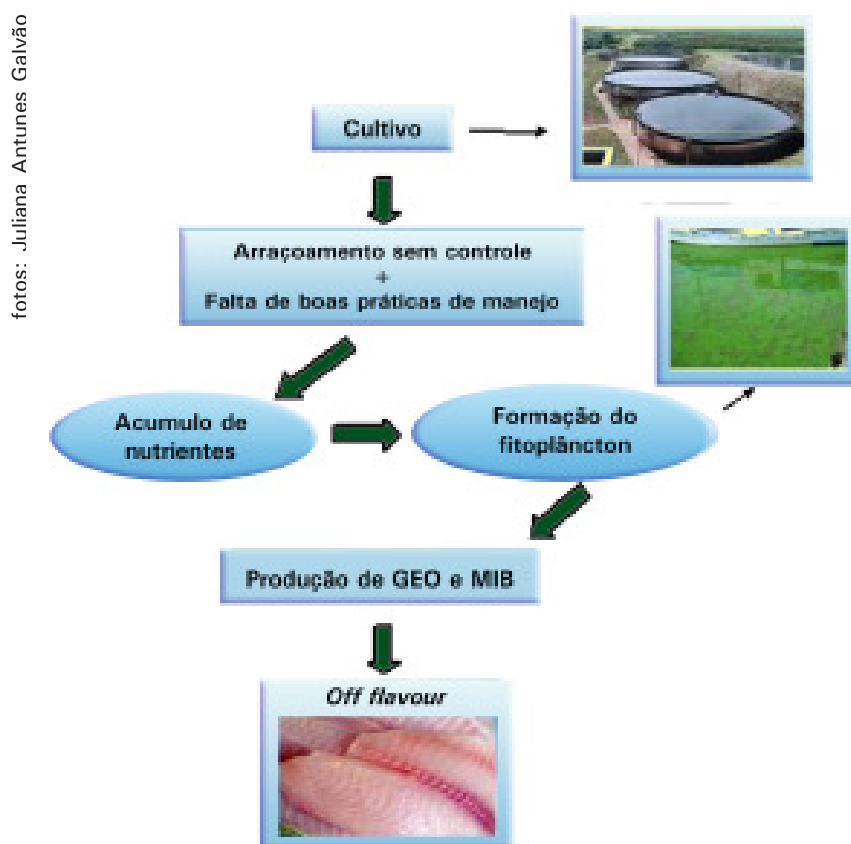 fotos: Juliana Antunes Galvão
Cultivo
Arraçoamento sem controle
+
Falta de boas práticas de manejo
Acumulo de
nutrientes
Formação do
fitoplâncton
Produção de GEO e MIB
Off flavour